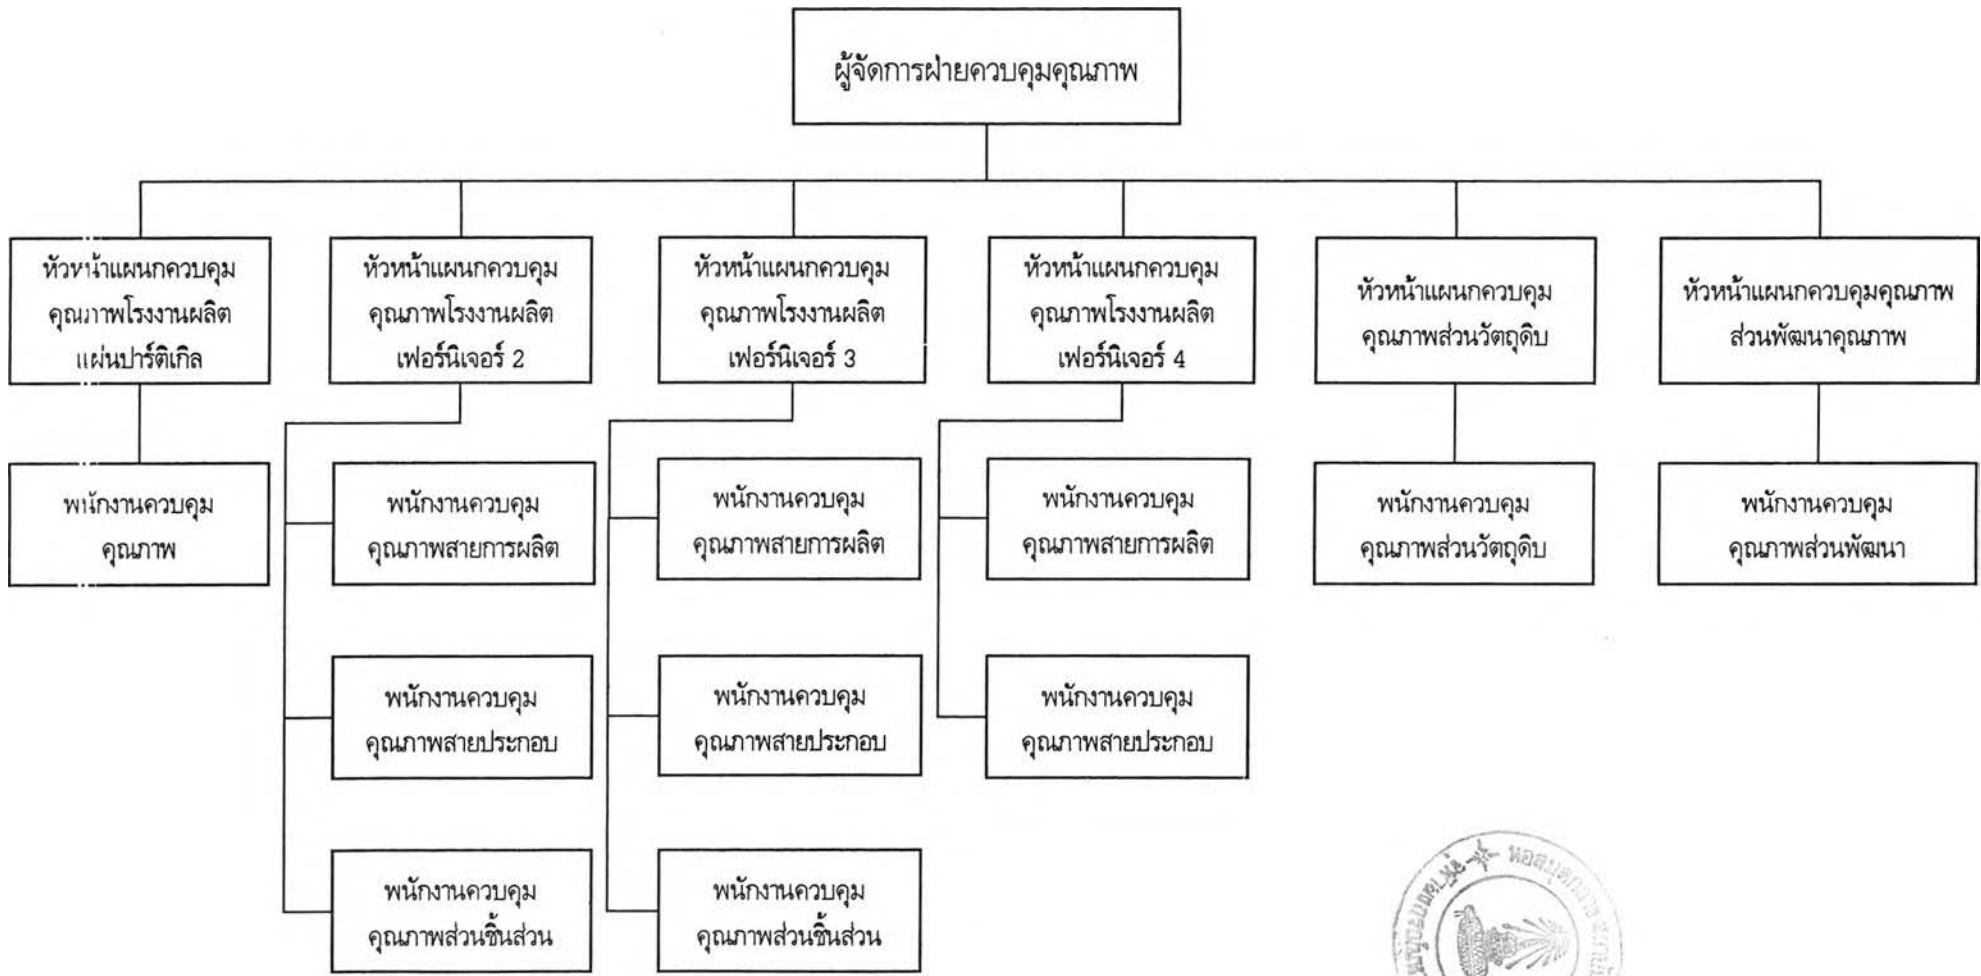 ผู้จัดการฝ่ายควบคุมคุณภาพ
หัวหน้าแผนกควบคุม
คุณภาพโรงงานผลิต
แผ่นปาร์ติเกิล
หัวหน้าแผนกควบคุม
คุณภาพโรงงานผลิต
เฟอร์นิเจอร์ 2
หัวหน้าแผนกควบคุม
คุณภาพโรงงานผลิต
เฟอร์นิเจอร์ 3
หัวหน้าแผนกควบคุม
คุณภาพโรงงานผลิต
เฟอร์นิเจอร์ 4
หัวหน้าแผนกควบคุม
คุณภาพส่วนวัตถุดิบ
หัวหน้าแผนกควบคุมคุณภาพ
ส่วนพัฒนาคุณภาพ
พนักงานควบคุม
คุณภาพ
พนักงานควบคุม
คุณภาพสายการผลิต
พนักงานควบคุม
คุณภาพสายการผลิต
พนักงานควบคุม
คุณภาพสายการผลิต
พนักงานควบคุม
คุณภาพส่วนวัตถุดิบ
พนักงานควบคุม
คุณภาพส่วนพัฒนา
พนักงานควบคุม
คุณภาพสายประกอบ
พนักงานควบคุม
คุณภาพสายประกอบ
พนักงานควบคุม
คุณภาพสายประกอบ
พนักงานควบคุม
คุณภาพส่วนชิ้นส่วน
พนักงานควบคุม
คุณภาพส่วนชิ้นส่วน